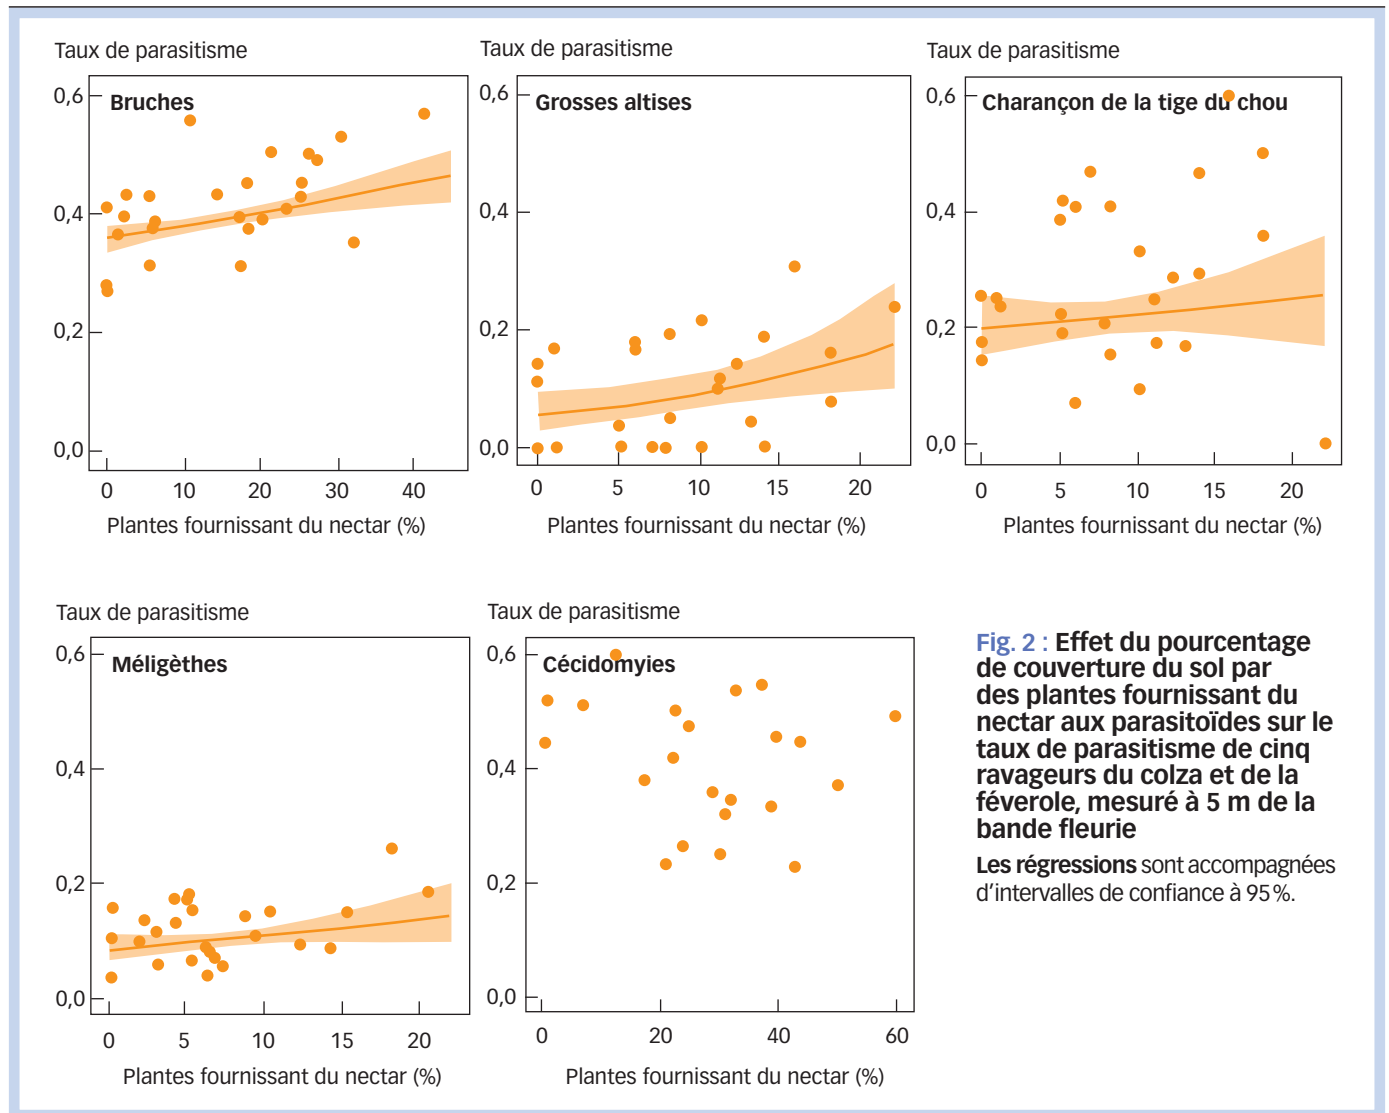 Taux de parasitisme
Bruches
0,6
0,4
0,2
0,0
0 10 20 30 40
Plantes fournissant du nectar (%)
Taux de parasitisme
Grosses altises
0,6
0,4
0,2
0,0
0 5 10 15 20
Plantes fournissant du nectar (%)
Taux de parasitisme
Charançon de la tige du chou
0,6
0,4
0,2
0,0
0 5 10 15 20
Plantes fournissant du nectar (%)
Taux de parasitisme
Méligèthes
0,6
0,4
0,2
0,0
0 5 10 15 20
Plantes fournissant du nectar (%)
Taux de parasitisme
Cécidomyies
0,6
0,4
0,2
0,0
0 20 40 60
Plantes fournissant du nectar (%)
Fig. 2 : Effet du pourcentage
de couverture du sol par
des plantes fournissant du
nectar aux parasitoïdes sur le
taux de parasitisme de cinq
ravageurs du colza et de la
féverole, mesuré à 5 m de la
bande fleurie
Les régressions sont accompagnées
d'intervalles de confiance à 95 %.